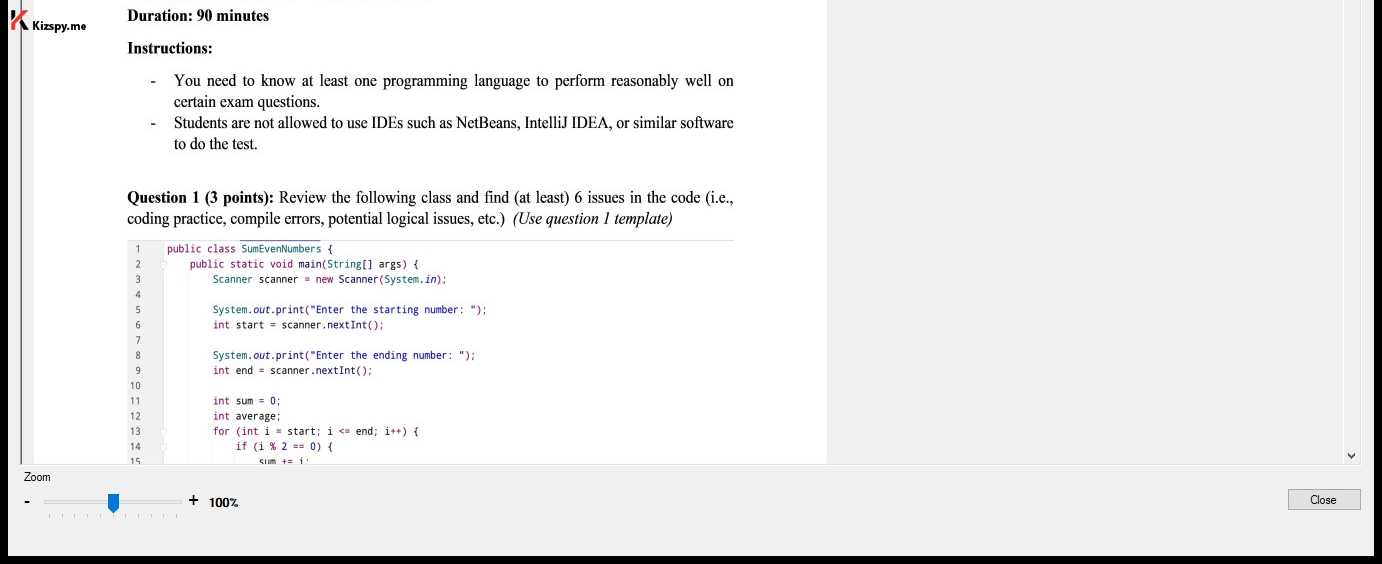 Kizspy.me
Duration: 90 minutes
Instructions:
- You need to know at least one programming language to perform reasonably well on
certain exam questions.
- Students are not allowed to use IDEs such as NetBeans, IntelliJ IDEA, or similar software
to do the test.
Question 1 (3 points): Review the following class and find (at least) 6 issues in the code (i.e.,
coding practice, compile errors, potential logical issues, etc.) (Use question 1 template)
1 public class SumEvenNumbers {
2 public static void main(String[] args) {
3 Scanner scanner = new Scanner(System.in);
4
5 System.out.print("Enter the starting number: ");
6 int start = scanner.nextInt();
7
8 System.out.print("Enter the ending number: ");
9 int end = scanner.nextInt();
10
11 int sum = 0;
12 int average;
13 for (int i = start; i <= end; i++) {
14 if (i % 2 == 0) {
15 sum += i;
Zoom
- + 100%
Close